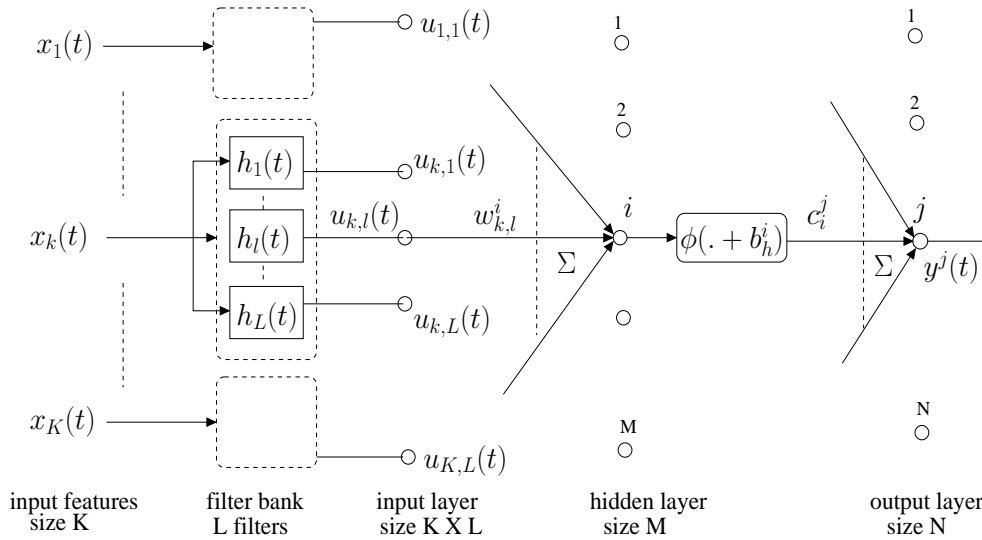 x_1(t)
u_{1,1}(t)
1
1
2
2
h_1(t)
u_{k,1}(t)
x_k(t)
h_l(t)
u_{k,l}(t)
w^i_{k,l}
Σ
i
ϕ(. + b^i_h)
c^j_i
j
Σ
y^j(t)
h_L(t)
u_{k,L}(t)
x_K(t)
M
N
u_{K,L}(t)
input features
size K
filter bank
L filters
input layer
size K X L
hidden layer
size M
output layer
size N